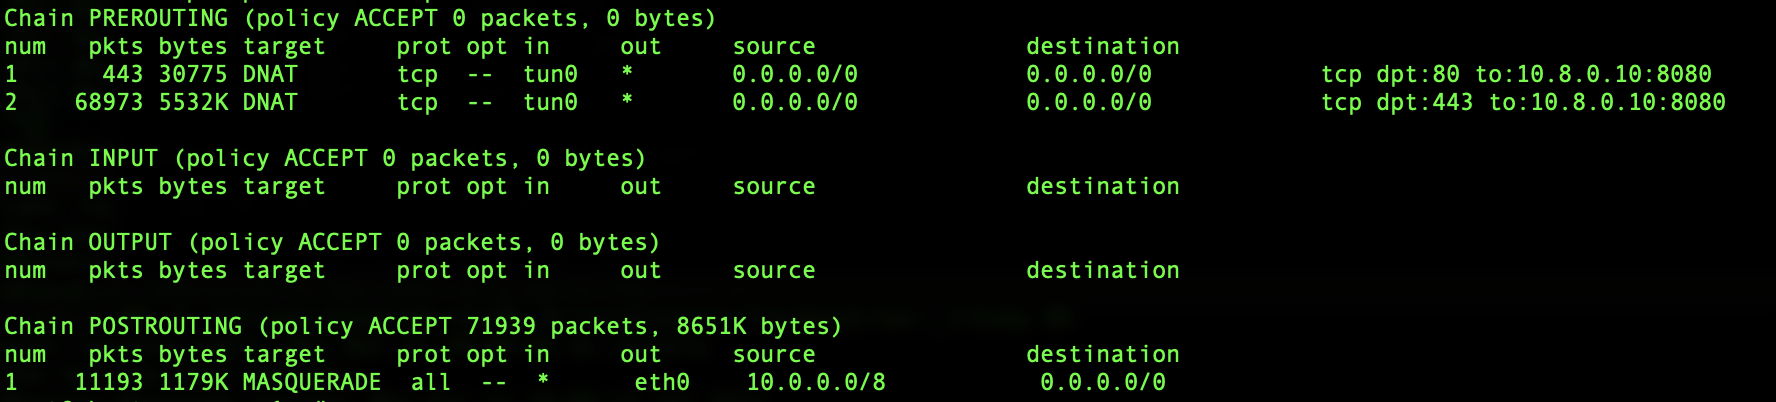 Chain PREROUTING (policy ACCEPT 0 packets, 0 bytes)
num   pkts bytes target     prot opt in     out     source               destination
1      443 30775 DNAT       tcp  --  tun0   *       0.0.0.0/0            0.0.0.0/0            tcp dpt:80 to:10.8.0.10:8080
2    68973 5532K DNAT       tcp  --  tun0   *       0.0.0.0/0            0.0.0.0/0            tcp dpt:443 to:10.8.0.10:8080

Chain INPUT (policy ACCEPT 0 packets, 0 bytes)
num   pkts bytes target     prot opt in     out     source               destination

Chain OUTPUT (policy ACCEPT 0 packets, 0 bytes)
num   pkts bytes target     prot opt in     out     source               destination

Chain POSTROUTING (policy ACCEPT 71939 packets, 8651K bytes)
num   pkts bytes target     prot opt in     out     source               destination
1    11193 1179K MASQUERADE  all  --  *      eth0    10.0.0.0/8           0.0.0.0/0